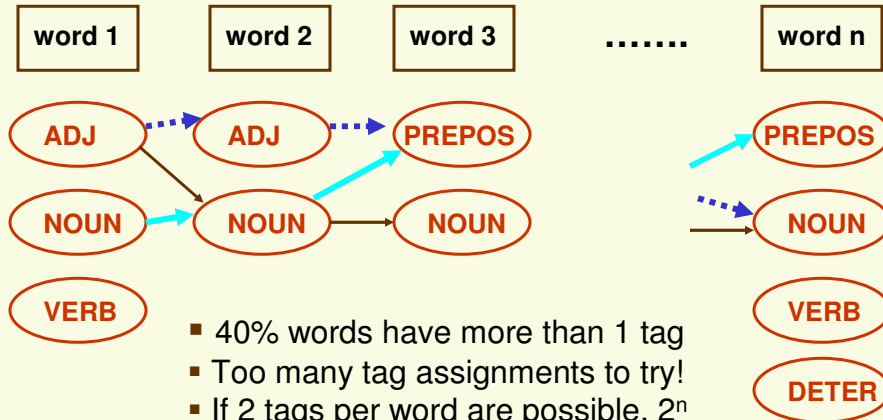 word 1 word 2 word 3 ....... word n
ADJ ADJ PREPOS PREPOS
NOUN NOUN NOUN NOUN
VERB VERB
▪ 40% words have more than 1 tag
▪ Too many tag assignments to try!
DETER
▪ If 2 tags per word are possible, 2ⁿ